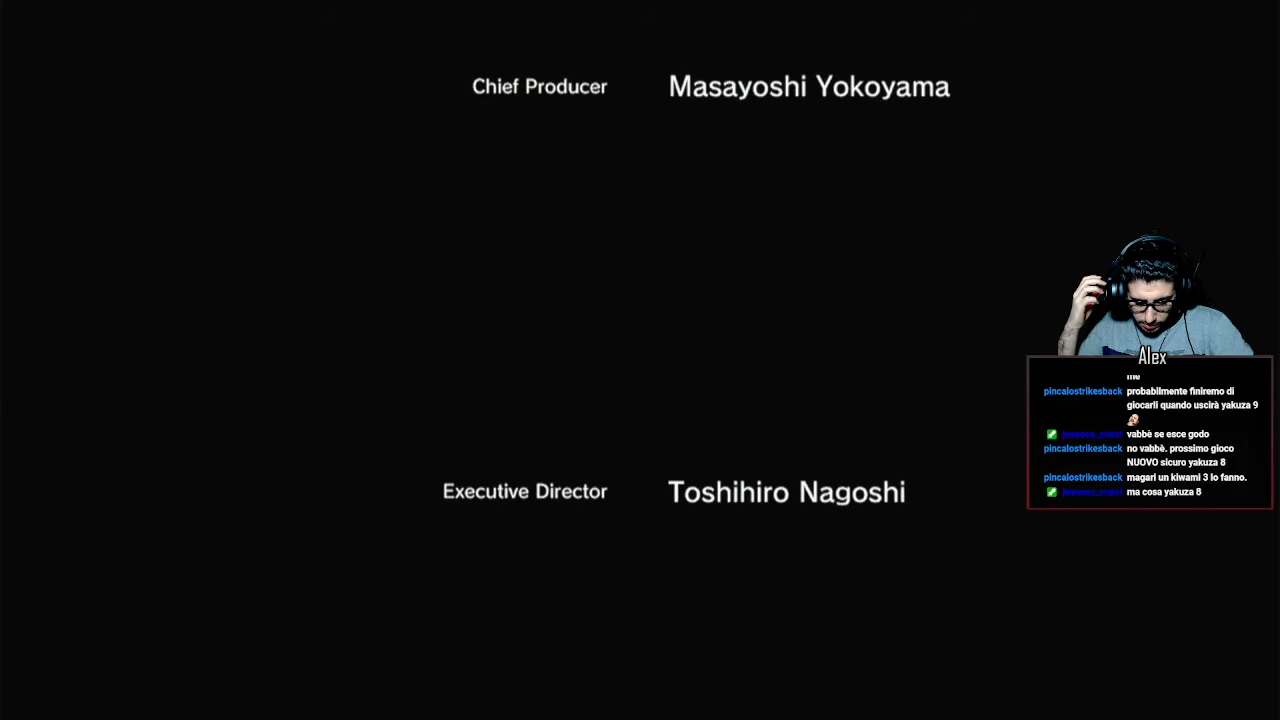 Chief Producer Masayoshi Yokoyama
Executive Director Toshihiro Nagoshi
Alex
me
pincalostrikesback probabilmente finiremo di
giocarli quando uscirà yakuza 9
vabbè se esce godo
pincalostrikesback no vabbè. prossimo gioco
NUOVO sicuro yakuza 8
pincalostrikesback magari un kiwami 3 lo fanno.
ma cosa yakuza 8